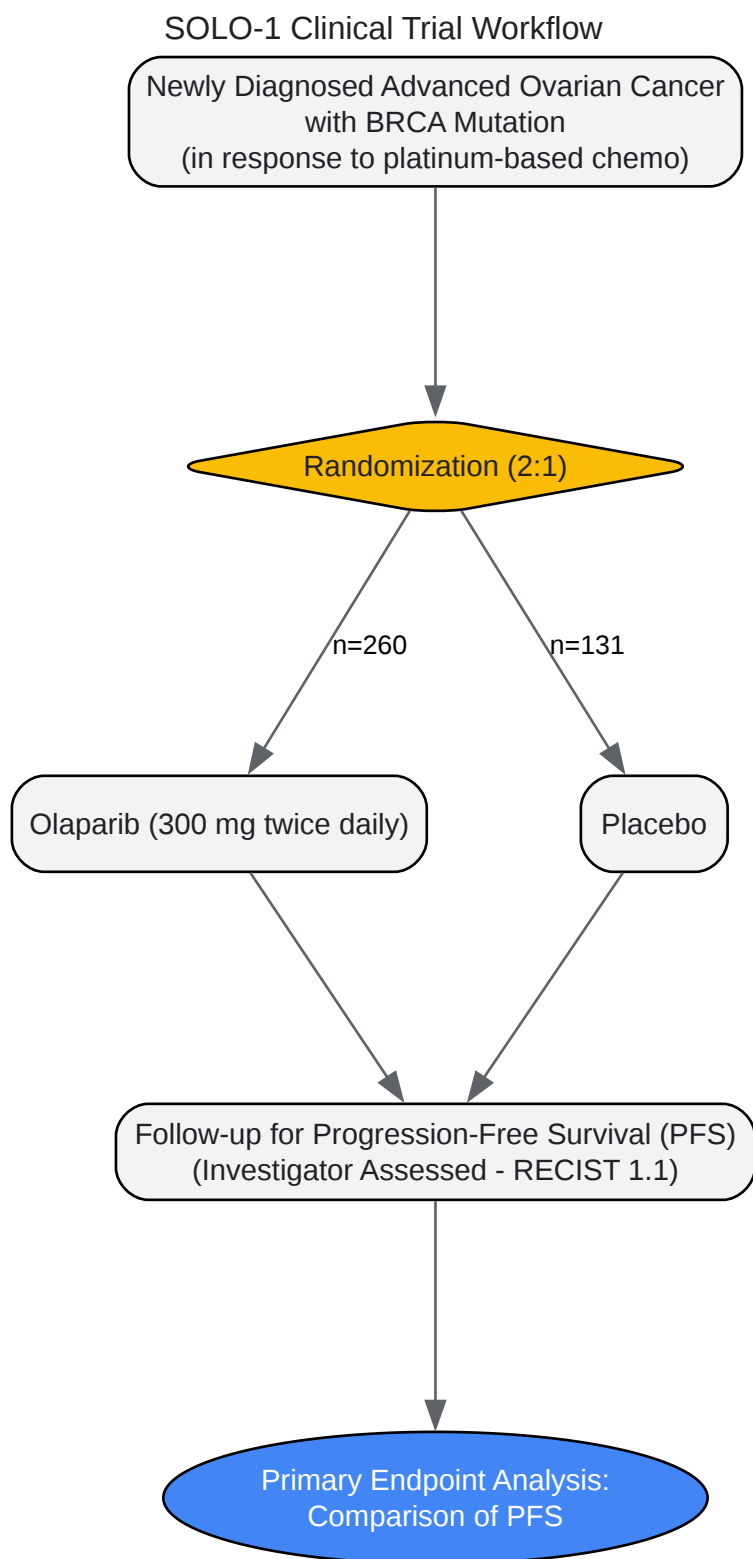 SOLO-1 Clinical Trial Workflow
Newly Diagnosed Advanced Ovarian Cancer
with BRCA Mutation
(in response to platinum-based chemo)
Randomization (2:1)
n=260
n=131
Olaparib (300 mg twice daily)
Placebo
Follow-up for Progression-Free Survival (PFS)
(Investigator Assessed - RECIST 1.1)
Primary Endpoint Analysis:
Comparison of PFS